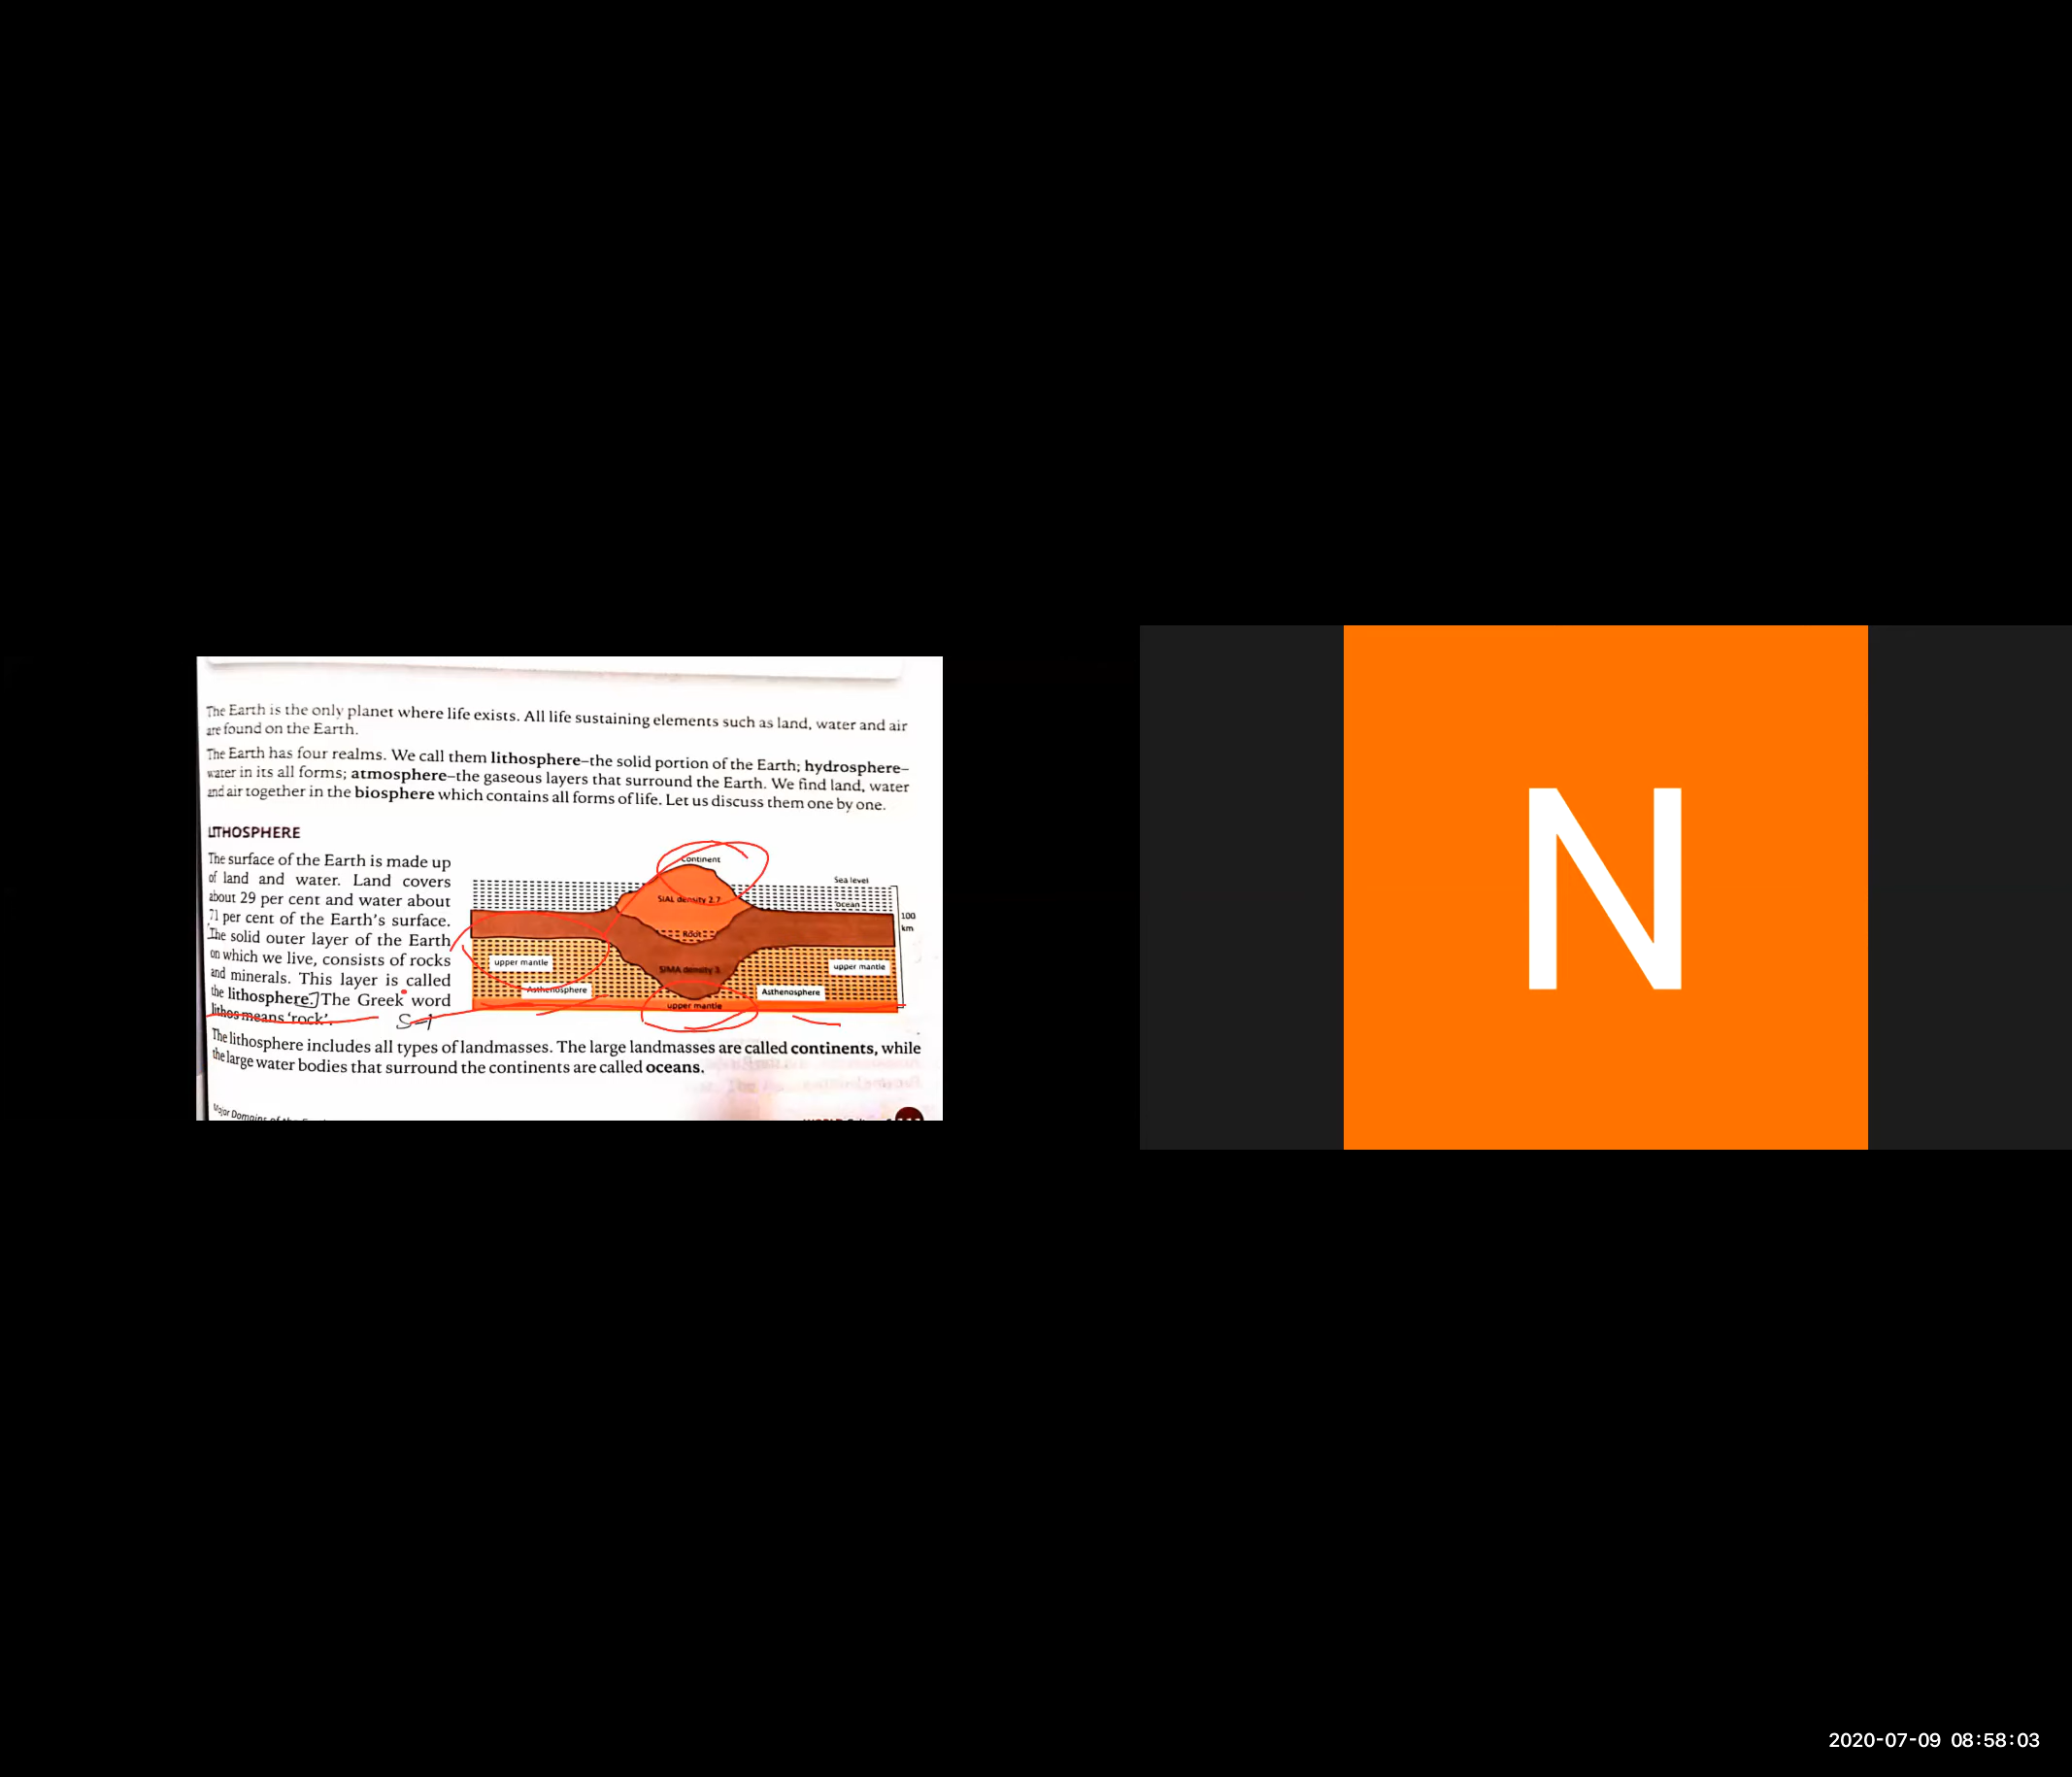 The Earth is the only planet where life exists. All life sustaining elements such as land, water and air
are found on the Earth.
The Earth has four realms. We call them lithosphere–the solid portion of the Earth; hydrosphere–
water in its all forms; atmosphere–the gaseous layers that surround the Earth. We find land, water
and air together in the biosphere which contains all forms of life. Let us discuss them one by one.
LITHOSPHERE
The surface of the Earth is made up
of land and water. Land covers
about 29 per cent and water about
71 per cent of the Earth's surface.
The solid outer layer of the Earth
on which we live, consists of rocks
and minerals. This layer is called
the lithosphere. The Greek word
lithos means 'rock'.
S-1
Continent
Sea level
SIAL density 2.7
ocean
100
km
Root
upper mantle
SIMA density 3
upper mantle
Asthenosphere
Asthenosphere
upper mantle
The lithosphere includes all types of landmasses. The large landmasses are called continents, while
the large water bodies that surround the continents are called oceans.
Major Domains of the
N
2020-07-09 08:58:03